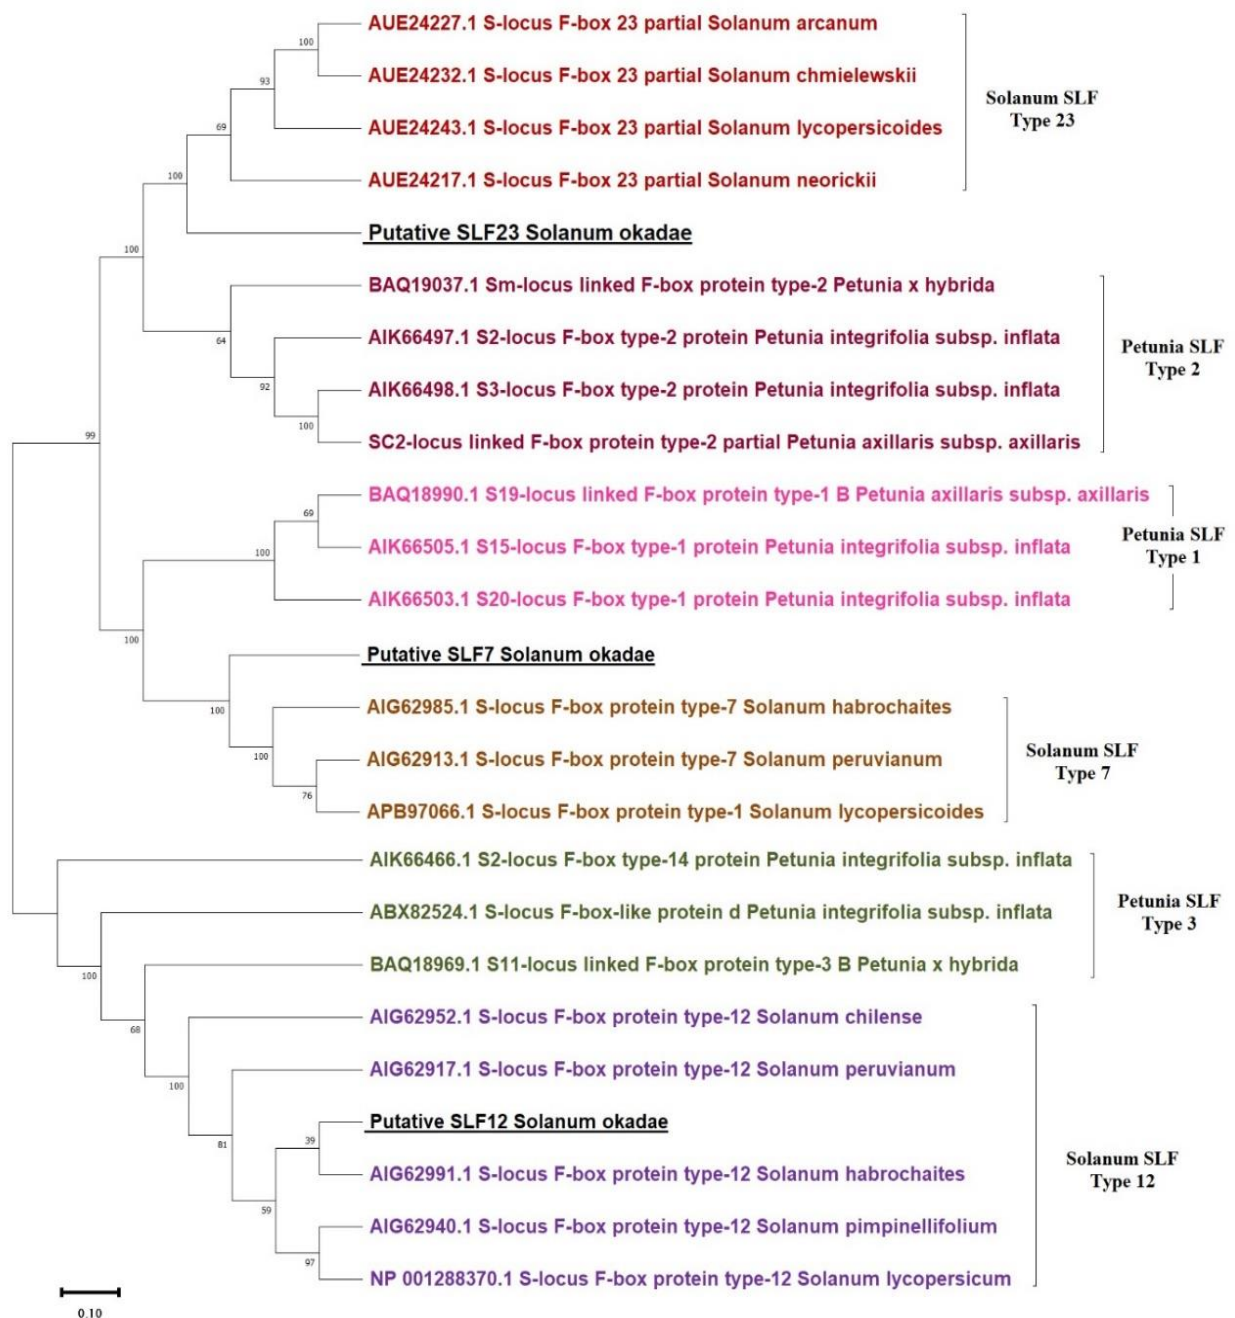 AUE24227.1 S-locus F-box 23 partial Solanum arcanum
100
AUE24232.1 S-locus F-box 23 partial Solanum chmielewskii
93
Solanum SLF
Type 23
AUE24243.1 S-locus F-box 23 partial Solanum lycopersicoides
69
AUE24217.1 S-locus F-box 23 partial Solanum neorickii
100
Putative SLF23 Solanum okadae
100
BAQ19037.1 Sm-locus linked F-box protein type-2 Petunia x hybrida
64
AIK66497.1 S2-locus F-box type-2 protein Petunia integrifolia subsp. inflata
Petunia SLF
Type 2
92
AIK66498.1 S3-locus F-box type-2 protein Petunia integrifolia subsp. inflata
100
SC2-locus linked F-box protein type-2 partial Petunia axillaris subsp. axillaris
99
BAQ18990.1 S19-locus linked F-box protein type-1 B Petunia axillaris subsp. axillaris
69
Petunia SLF
Type 1
AIK66505.1 S15-locus F-box type-1 protein Petunia integrifolia subsp. inflata
100
AIK66503.1 S20-locus F-box type-1 protein Petunia integrifolia subsp. inflata
100
Putative SLF7 Solanum okadae
100
AIG62985.1 S-locus F-box protein type-7 Solanum habrochaites
100
Solanum SLF
Type 7
AIG62913.1 S-locus F-box protein type-7 Solanum peruvianum
76
APB97066.1 S-locus F-box protein type-1 Solanum lycopersicoides
AIK66466.1 S2-locus F-box type-14 protein Petunia integrifolia subsp. inflata
Petunia SLF
Type 3
ABX82524.1 S-locus F-box-like protein d Petunia integrifolia subsp. inflata
100
BAQ18969.1 S11-locus linked F-box protein type-3 B Petunia x hybrida
68
AIG62952.1 S-locus F-box protein type-12 Solanum chilense
100
AIG62917.1 S-locus F-box protein type-12 Solanum peruvianum
81
Putative SLF12 Solanum okadae
39
Solanum SLF
Type 12
AIG62991.1 S-locus F-box protein type-12 Solanum habrochaites
59
AIG62940.1 S-locus F-box protein type-12 Solanum pimpinellifolium
97
NP 001288370.1 S-locus F-box protein type-12 Solanum lycopersicum
0.10